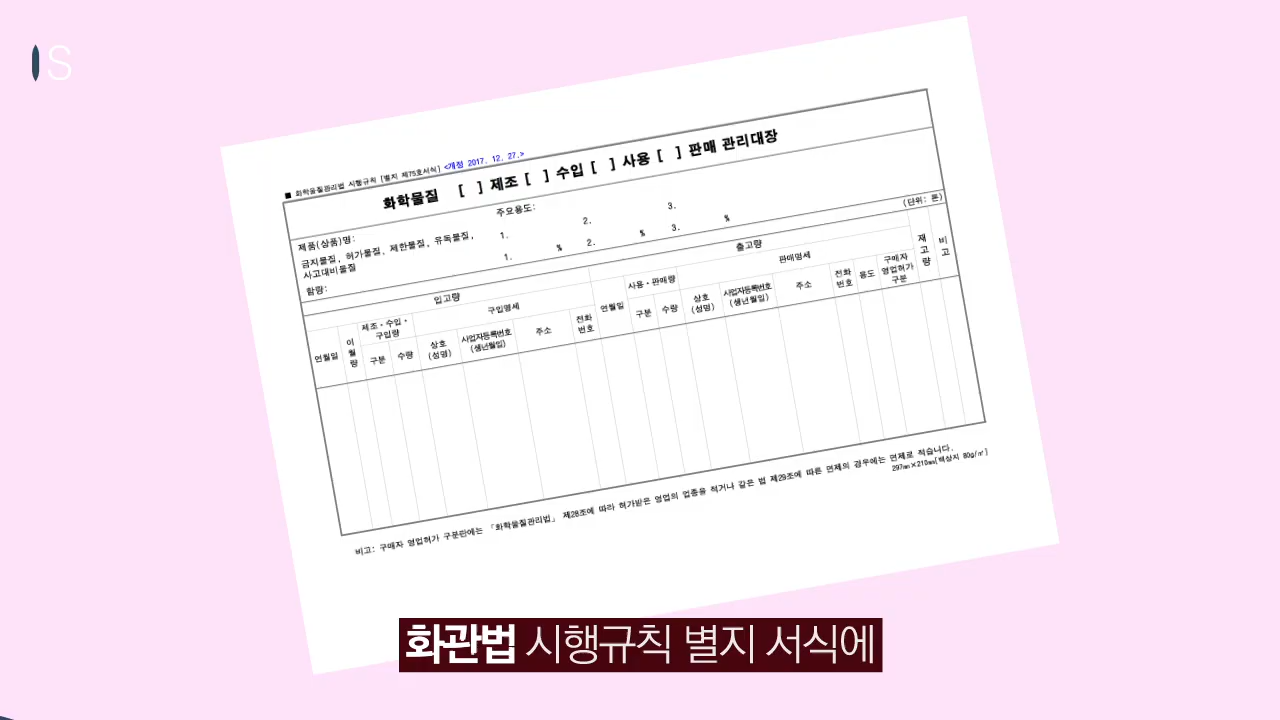 IS
■ 화학물질관리법 시행규칙 [별지 제75호서식] <개정 2017. 12. 27.>
화학물질 [ ] 제조 [ ] 수입 [ ] 사용 [ ] 판매 관리대장
제품(상품)명: 주요용도:
금지물질, 허가물질, 제한물질, 유독물질, 사고대비물질 1. 2. 3.
함량: 1. % 2. % 3. %
(단위: 톤)
입고량 출고량 재고량 비고
연월일 이월량 제조·수입·구입량 구입명세 연월일 사용·판매량 판매명세
구분 수량 상호(성명) 사업자등록번호(생년월일) 주소 전화번호 구분 수량 상호(성명) 사업자등록번호(생년월일) 주소 전화번호 용도 구매자 영업허가 구분
비고: 구매자 영업허가 구분란에는 「화학물질관리법」 제28조에 따라 허가받은 영업의 업종을 적거나 같은 법 제29조에 따른 면제의 경우에는 면제로 적습니다.
297㎜×210㎜[백상지 80g/㎡]
화관법 시행규칙 별지 서식에